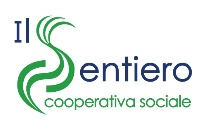 Il
Sentiero
cooperativa sociale